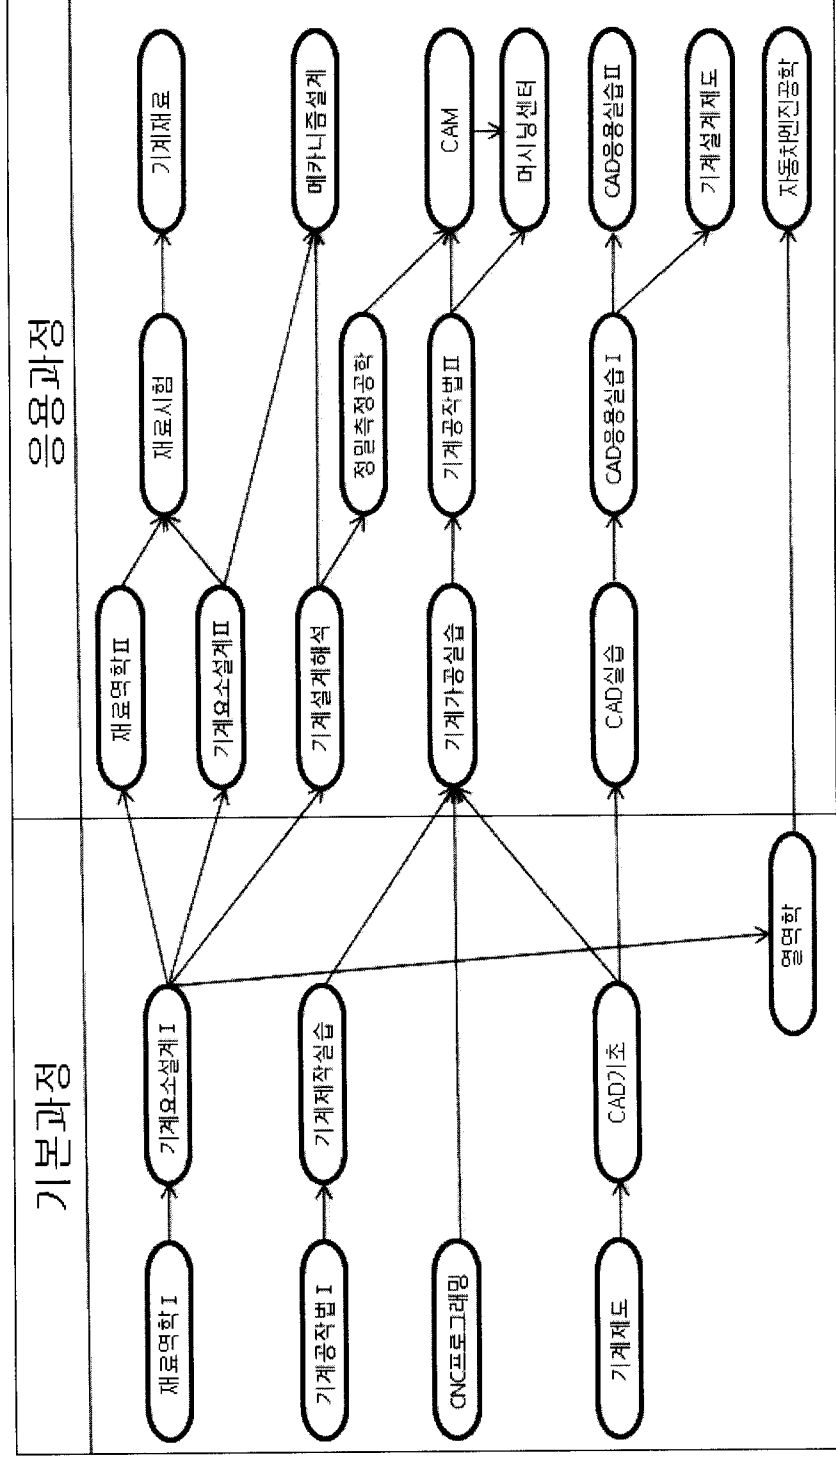 기본과정
응용과정
재료역학 I
기계요소설계 I
재료역학 II
재료시험
기계재료
기계요소설계 II
기계공작법 I
기계제작실습
기계설계해석
메카니즘설계
정밀측정공학
CNC프로그래밍
기계가공실습
기계공작법 II
CAM
머시닝센터
기계제도
CAD기초
CAD실습
CAD응용실습 I
CAD응용실습 II
기계설계제도
열역학
자동차엔진공학